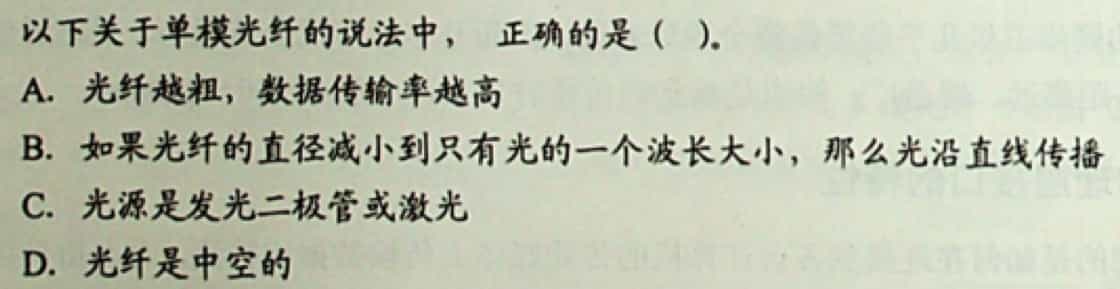 以下关于单模光纤的说法中， 正确的是（ ）。
A. 光纤越粗，数据传输率越高
B. 如果光纤的直径减小到只有光的一个波长大小，那么光沿直线传播
C. 光源是发光二极管或激光
D. 光纤是中空的